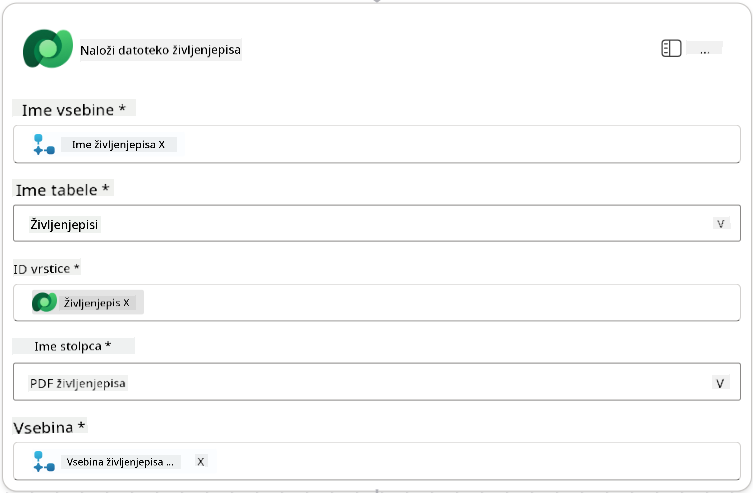 Naloži datoteko življenjepisa ...
Ime vsebine *
Ime življenjepisa X
Ime tabele *
Življenjepisi V
ID vrstice *
Življenjepis X
Ime stolpca *
PDF življenjepisa V
Vsebina *
Vsebina življenjepisa ... X